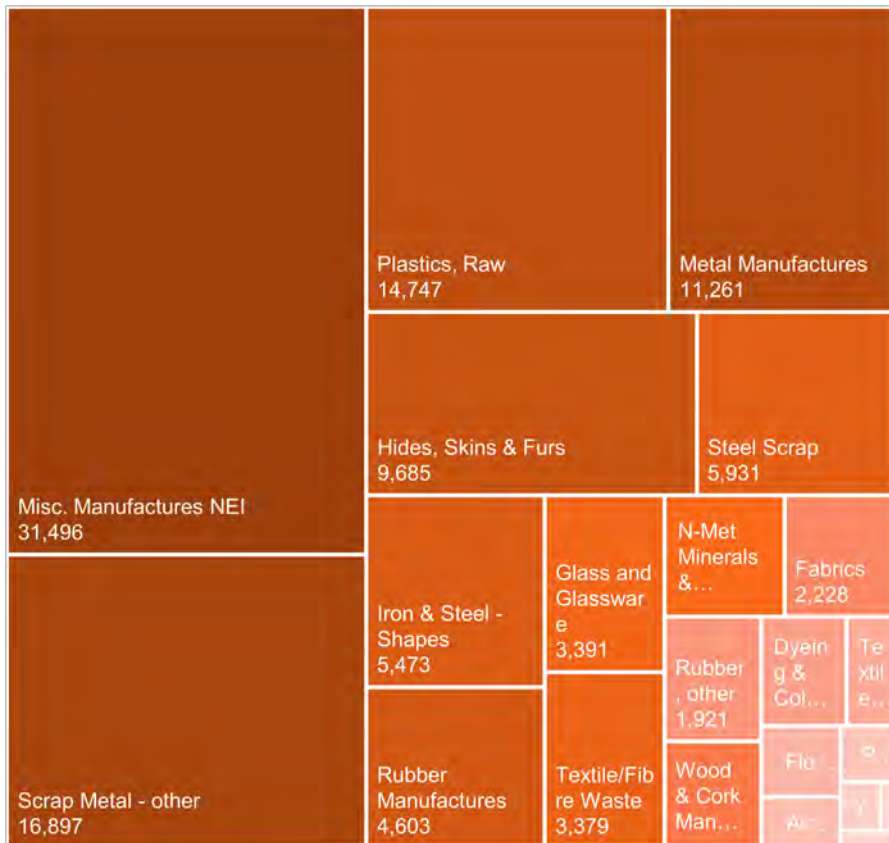 Plastics, Raw
14,747
Metal Manufactures
11,261
Hides, Skins & Furs
9,685
Steel Scrap
5,931
Misc. Manufactures NEI
31,496
Scrap Metal - other
16,897
Iron & Steel -
Shapes
5,473
Rubber
Manufactures
4,603
Glass and
Glasswar
e
3,391
Textile/Fib
re Waste
3,379
N-Met
Minerals
&...
Fabrics
2,228
Rubber
, other
1,921
Wood
& Cork
Man...
Dyein
g &
Col...
Te
xtil
e...
Flo...